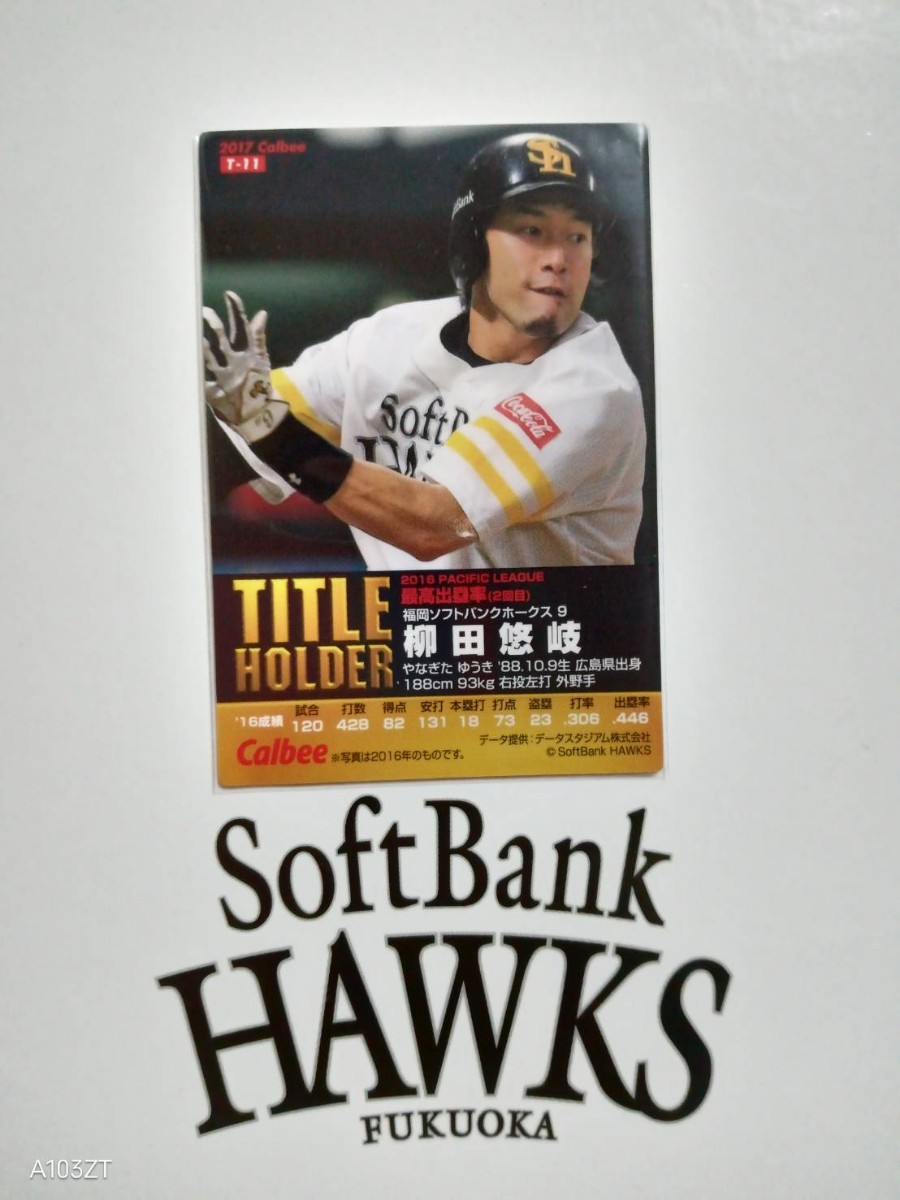 2017 Calbee
T-11
Sh
Bank
Coca-Cola
SoftB
HAW
TITLE
HOLDER
2016 PACIFIC LEAGUE
最高出塁率(2回目)
福岡ソフトバンクホークス 9
柳田悠岐
やなぎた ゆうき '88.10.9生 広島県出身
188cm 93kg 右投左打 外野手
試合 打数 得点 安打 本塁打 打点 盗塁 打率 出塁率
'16成績 120 428 82 131 18 73 23 .306 .446
データ提供:データスタジアム株式会社
Calbee ※写真は2016年のものです。 © SoftBank HAWKS
SoftBank
HAWKS
FUKUOKA
A103ZT